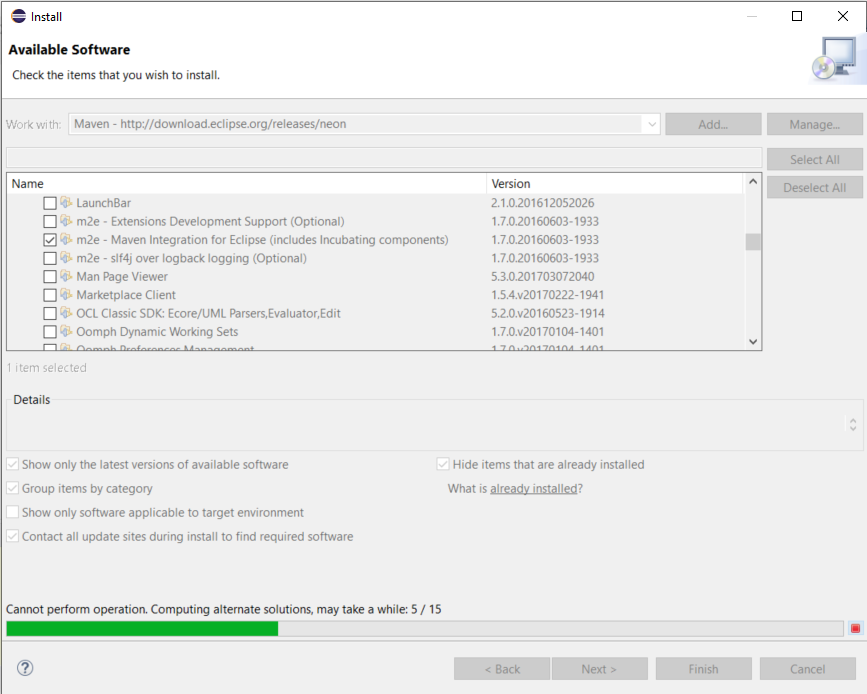 Install
Available Software
Check the items that you wish to install.
Work with: Maven - http://download.eclipse.org/releases/neon Add... Manage...
Select All
Deselect All
Name Version
LaunchBar 2.1.0.201612052026
m2e - Extensions Development Support (Optional) 1.7.0.20160603-1933
m2e - Maven Integration for Eclipse (includes Incubating components) 1.7.0.20160603-1933
m2e - slf4j over logback logging (Optional) 1.7.0.20160603-1933
Man Page Viewer 5.3.0.201703072040
Marketplace Client 1.5.4.v20170222-1941
OCL Classic SDK: Ecore/UML Parsers,Evaluator,Edit 5.2.0.v20160523-1914
Oomph Dynamic Working Sets 1.7.0.v20170104-1401
Oomph Preferences Management 1.7.0.v20170104-1401
1 item selected
Details
Show only the latest versions of available software Hide items that are already installed
Group items by category What is already installed?
Show only software applicable to target environment
Contact all update sites during install to find required software
Cannot perform operation. Computing alternate solutions, may take a while: 5 / 15
? < Back Next > Finish Cancel